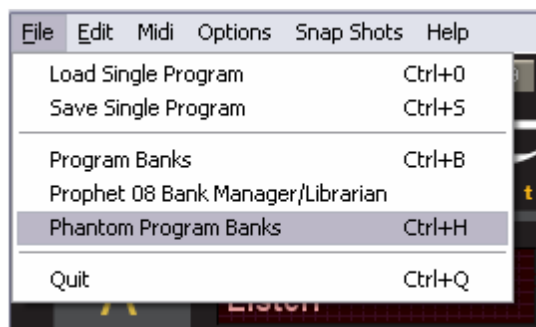 File Edit Midi Options Snap Shots Help
Load Single Program Ctrl+0
Save Single Program Ctrl+S
Program Banks Ctrl+B
Prophet 08 Bank Manager/Librarian
Phantom Program Banks Ctrl+H
Quit Ctrl+Q